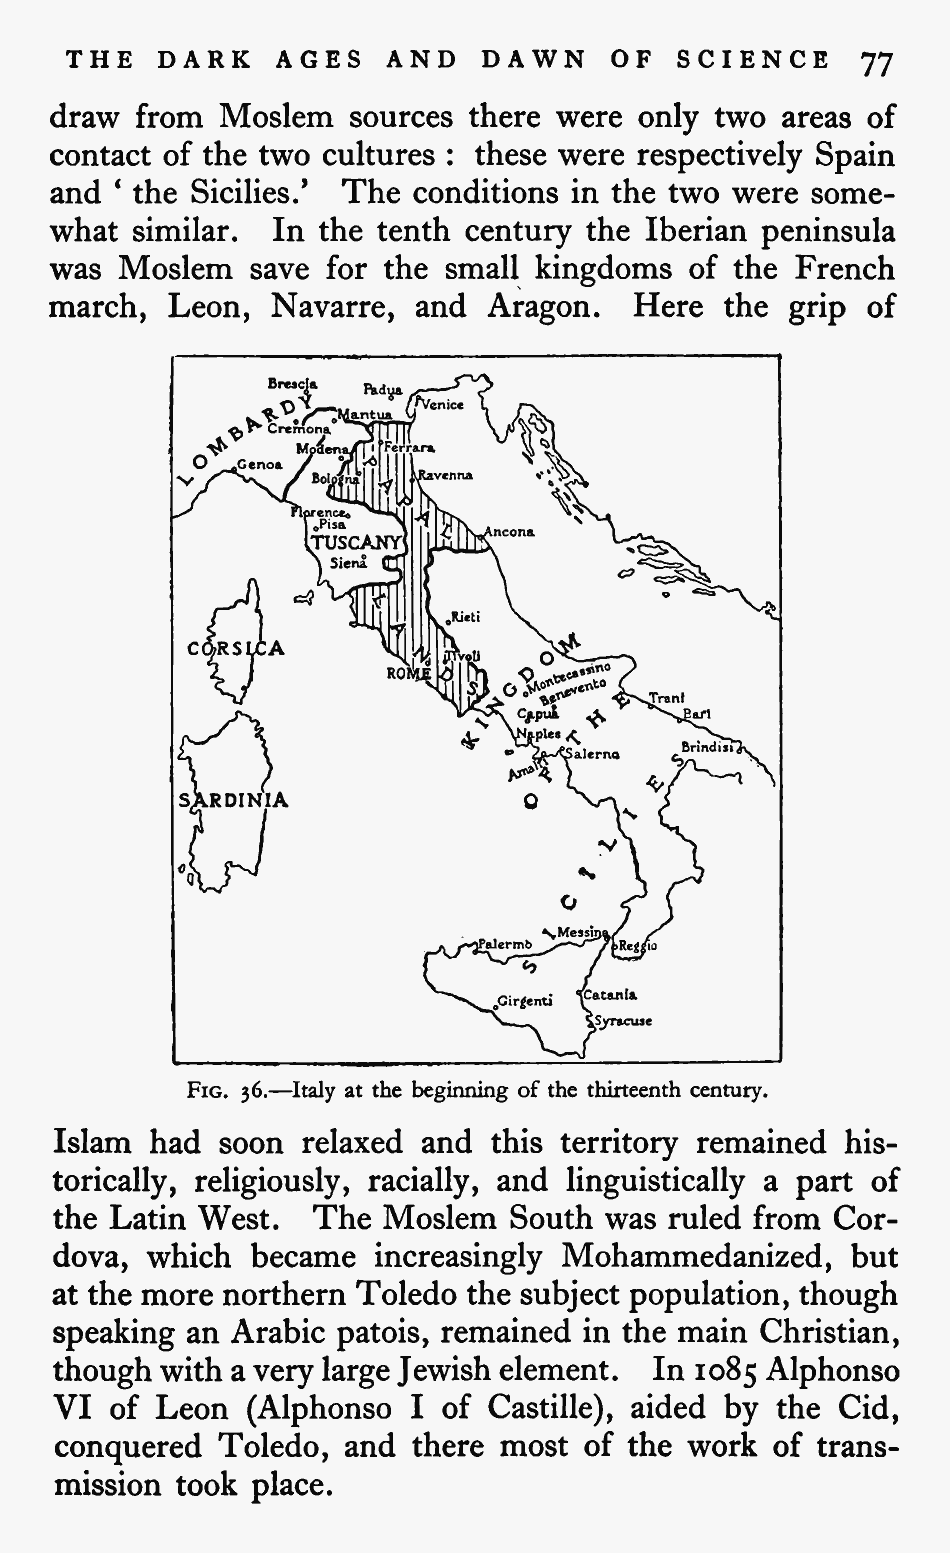 THE DARK AGES AND DAWN OF SCIENCE 77
draw from Moslem sources there were only two areas of
contact of the two cultures : these were respectively Spain
and ‘ the Sicilies.’ The conditions in the two were some-
what similar. In the tenth century the Iberian peninsula
was Moslem save for the small kingdoms of the French
march, Leon, Navarre, and Aragon. Here the grip of
Brescia
Padua
Venice
LOMBARDY
Mantua
Cremona
Modena
Ferrara
Genoa
Bologna
Ravenna
PAPAL LANDS
Florence
Pisa
Ancona
TUSCANY
Siena
Rieti
CORSICA
Tivoli
ROME
KINGDOM OF THE SICILIES
Montecassino
Benevento
Capua
Trani
Bari
Naples
Salerno
Brindisi
Amalfi
SARDINIA
Messina
Palermo
Reggio
Girgenti
Catania
Syracuse
FIG. 36.—Italy at the beginning of the thirteenth century.
Islam had soon relaxed and this territory remained his-
torically, religiously, racially, and linguistically a part of
the Latin West. The Moslem South was ruled from Cor-
dova, which became increasingly Mohammedanized, but
at the more northern Toledo the subject population, though
speaking an Arabic patois, remained in the main Christian,
though with a very large Jewish element. In 1085 Alphonso
VI of Leon (Alphonso I of Castille), aided by the Cid,
conquered Toledo, and there most of the work of trans-
mission took place.